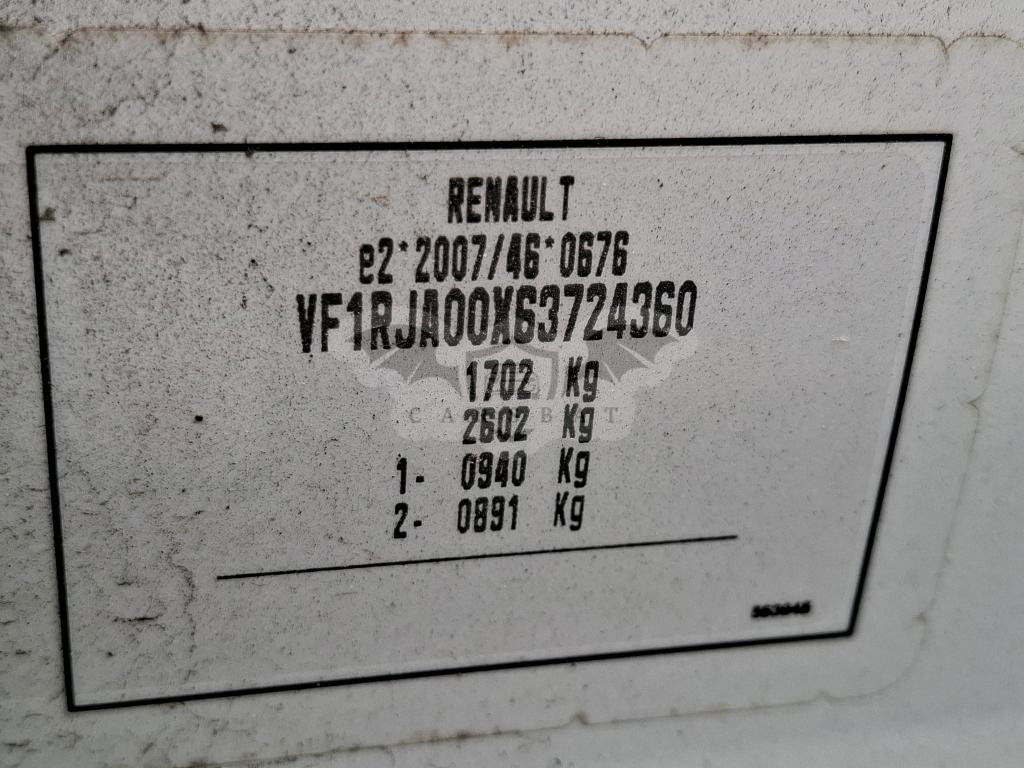 RENAULT
e2*2007/46*0676
VF1RJA00X63724360
1702 Kg
2602 Kg
1- 0940 Kg
2- 0891 Kg